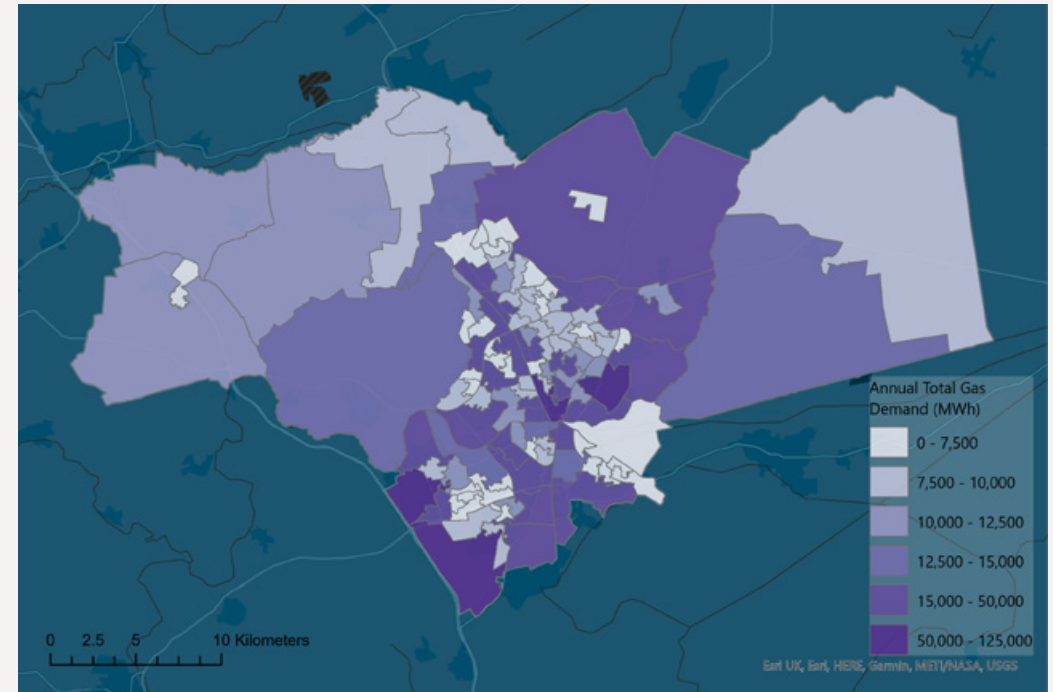 Annual Total Gas
Demand (MWh)
0 - 7,500
7,500 - 10,000
10,000 - 12,500
12,500 - 15,000
15,000 - 50,000
50,000 - 125,000
0 2.5 5 10 Kilometers
Esri UK, Esri, HERE, Garmin, METI/NASA, USGS